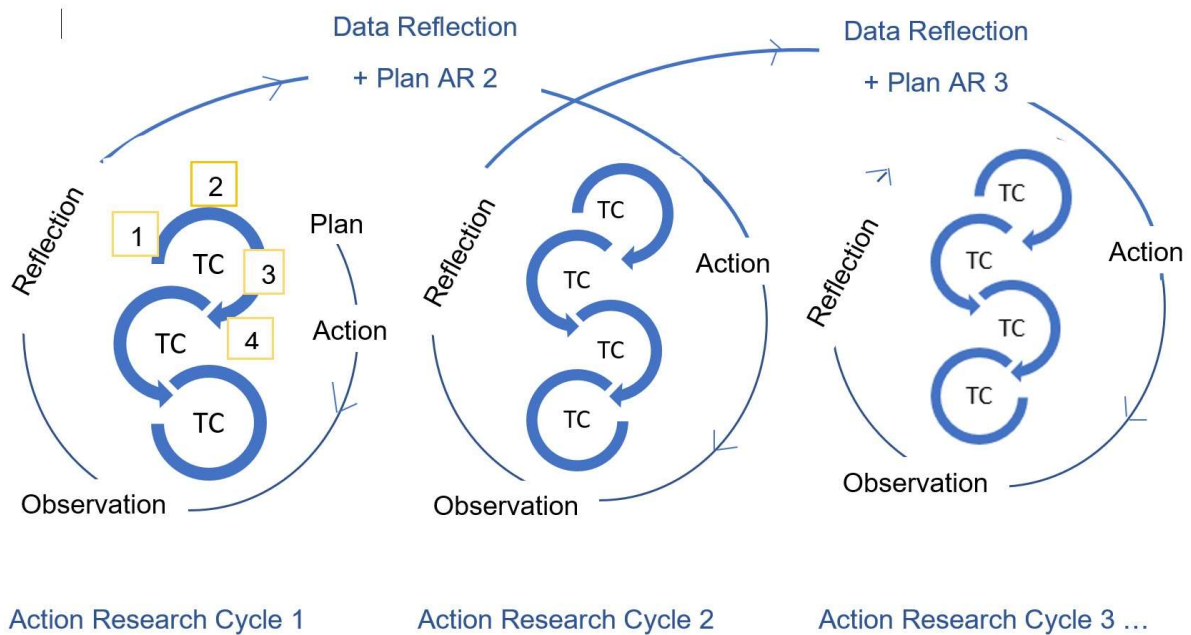 Data Reflection
+ Plan AR 2
Data Reflection
+ Plan AR 3
Reflection
1
2
3
4
TC
TC
TC
Plan
Action
Observation
Reflection
TC
TC
TC
TC
Action
Observation
Reflection
TC
TC
TC
TC
Action
Observation
Action Research Cycle 1
Action Research Cycle 2
Action Research Cycle 3 ...